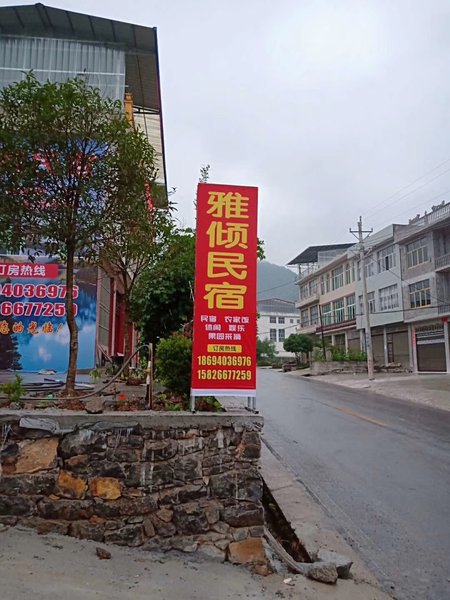 雅倾民宿
民宿 农家饭
休闲 娱乐
果园采摘
订房热线
18694036976
15826677259
订房热线
4036976